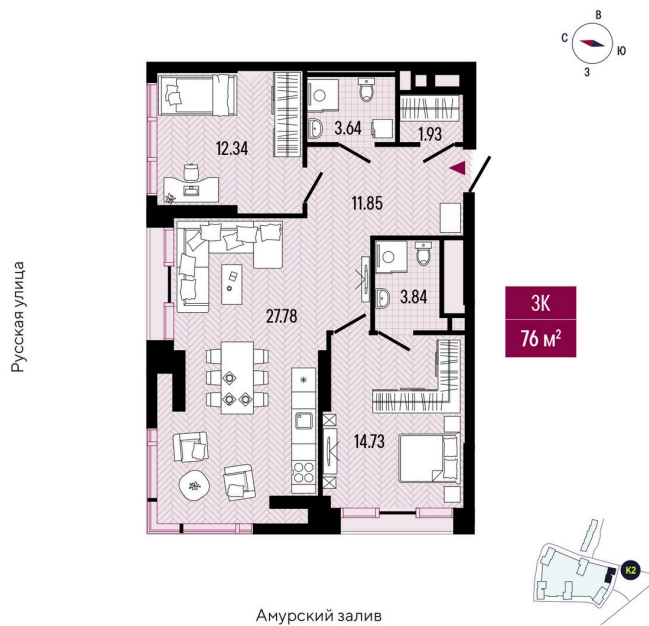 В
С
Ю
З
3.64
1.93
12.34
11.85
3.84
27.78
14.73
3К
76 м²
Русская улица
К2
Амурский залив